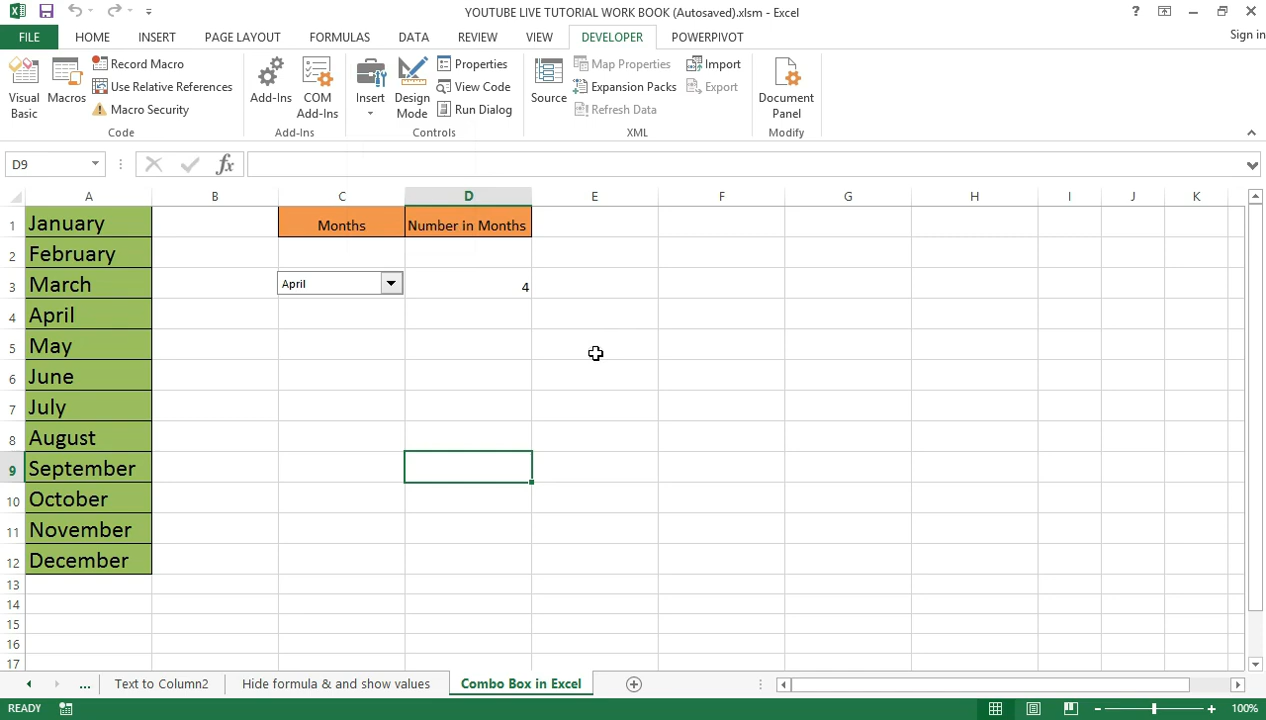 YOUTUBE LIVE TUTORIAL WORK BOOK (Autosaved).xlsm - Excel
?
FILE HOME INSERT PAGE LAYOUT FORMULAS DATA REVIEW VIEW DEVELOPER POWERPIVOT Sign in
Visual Basic
Macros
Record Macro
Use Relative References
Macro Security
Code
Add-Ins
COM Add-Ins
Add-Ins
Insert
Design Mode
Properties
View Code
Run Dialog
Controls
Source
Map Properties
Expansion Packs
Refresh Data
Import
Export
XML
Document Panel
Modify
D9 fx
A B C D E F G H I J K
1 January Months Number in Months
2 February
3 March April 4
4 April
5 May
6 June
7 July
8 August
9 September
10 October
11 November
12 December
13
14
15
16
17
... Text to Column2 Hide formula & and show values Combo Box in Excel
READY 100%